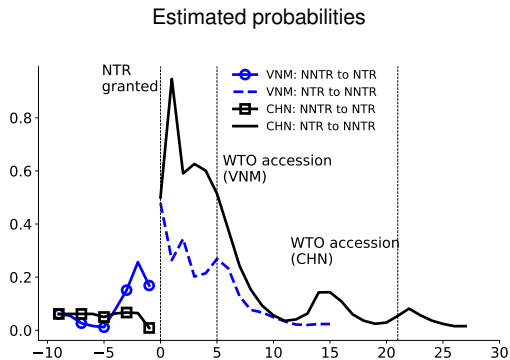 Estimated probabilities
NTR
granted
VNM: NNTR to NTR
VNM: NTR to NNTR
CHN: NNTR to NTR
CHN: NTR to NNTR
WTO accession
(VNM)
WTO accession
(CHN)
0.8
0.6
0.4
0.2
0.0
−10 −5 0 5 10 15 20 25 30